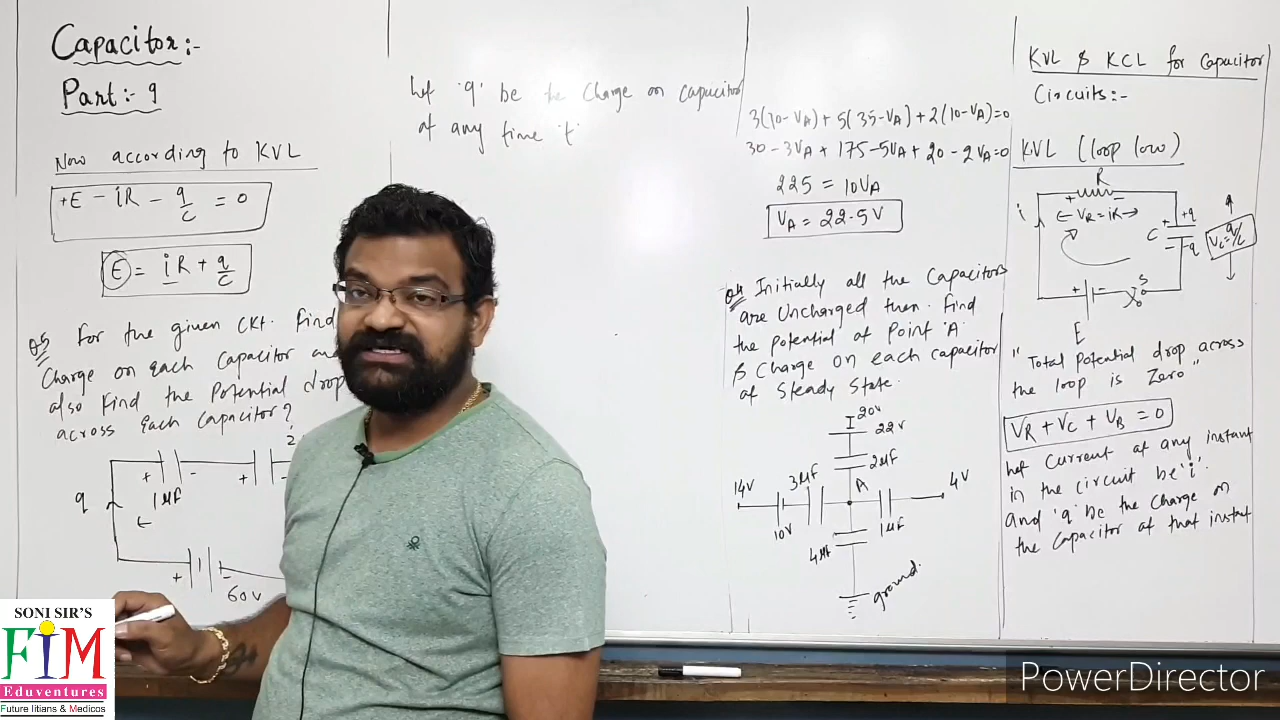 Capacitor:-
Part:- 9
Now according to KVL
+E - iR - q/C = 0
E = iR + q/C
Q5 For the given Ckt. Find
Charge on each Capacitor an
also Find the Potential drop
across Each Capacitor?
2
+ - + -
1μF
q
+ -
60V
Let 'q' be the Charge on Capacitor
at any time 't'
3(10-VA) + 5(35-VA) + 2(10-VA)=0
30-3VA + 175-5VA + 20-2VA=0
225 = 10VA
VA = 22.5 V
Q4 Initially all the Capacitors
are Uncharged then. Find
the potential at Point 'A'
& Charge on each capacitor
at Steady State.
20V
22V
2μF
14V
3μF
A
4V
10V
1μF
4μF
ground.
KVL & KCL for Capacitor
Circuits:-
KVL (loop low)
R
+ -
i
← VR = iR →
C
+ +q
- -q
VC = q/C
+ -
S
E
"Total potential drop across
the loop is Zero"
VR + VC + VB = 0
Let Current at any instant
in the circuit be 'i'.
and 'q' be the Charge on
the Capacitor at that instant
SONI SIR'S
FIM
Eduventures
Future Iitians & Medicos
PowerDirector